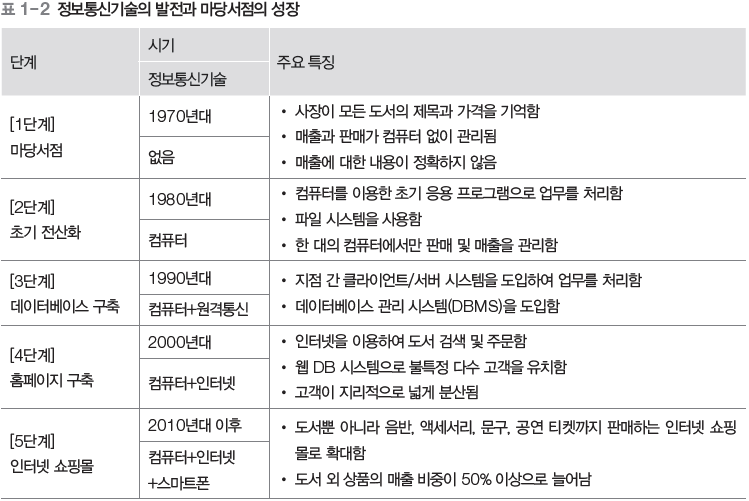 표 1-2 정보통신기술의 발전과 마당서점의 성장
단계
시기
정보통신기술
주요 특징
[1단계]
마당서점
1970년대
없음
• 사장이 모든 도서의 제목과 가격을 기억함
• 매출과 판매가 컴퓨터 없이 관리됨
• 매출에 대한 내용이 정확하지 않음
[2단계]
초기 전산화
1980년대
컴퓨터
• 컴퓨터를 이용한 초기 응용 프로그램으로 업무를 처리함
• 파일 시스템을 사용함
• 한 대의 컴퓨터에서만 판매 및 매출을 관리함
[3단계]
데이터베이스 구축
1990년대
컴퓨터+원격통신
• 지점 간 클라이언트/서버 시스템을 도입하여 업무를 처리함
• 데이터베이스 관리 시스템(DBMS)을 도입함
[4단계]
홈페이지 구축
2000년대
컴퓨터+인터넷
• 인터넷을 이용하여 도서 검색 및 주문함
• 웹 DB 시스템으로 불특정 다수 고객을 유치함
• 고객이 지리적으로 넓게 분산됨
[5단계]
인터넷 쇼핑몰
2010년대 이후
컴퓨터+인터넷
+스마트폰
• 도서뿐 아니라 음반, 액세서리, 문구, 공연 티켓까지 판매하는 인터넷 쇼핑
몰로 확대함
• 도서 외 상품의 매출 비중이 50% 이상으로 늘어남